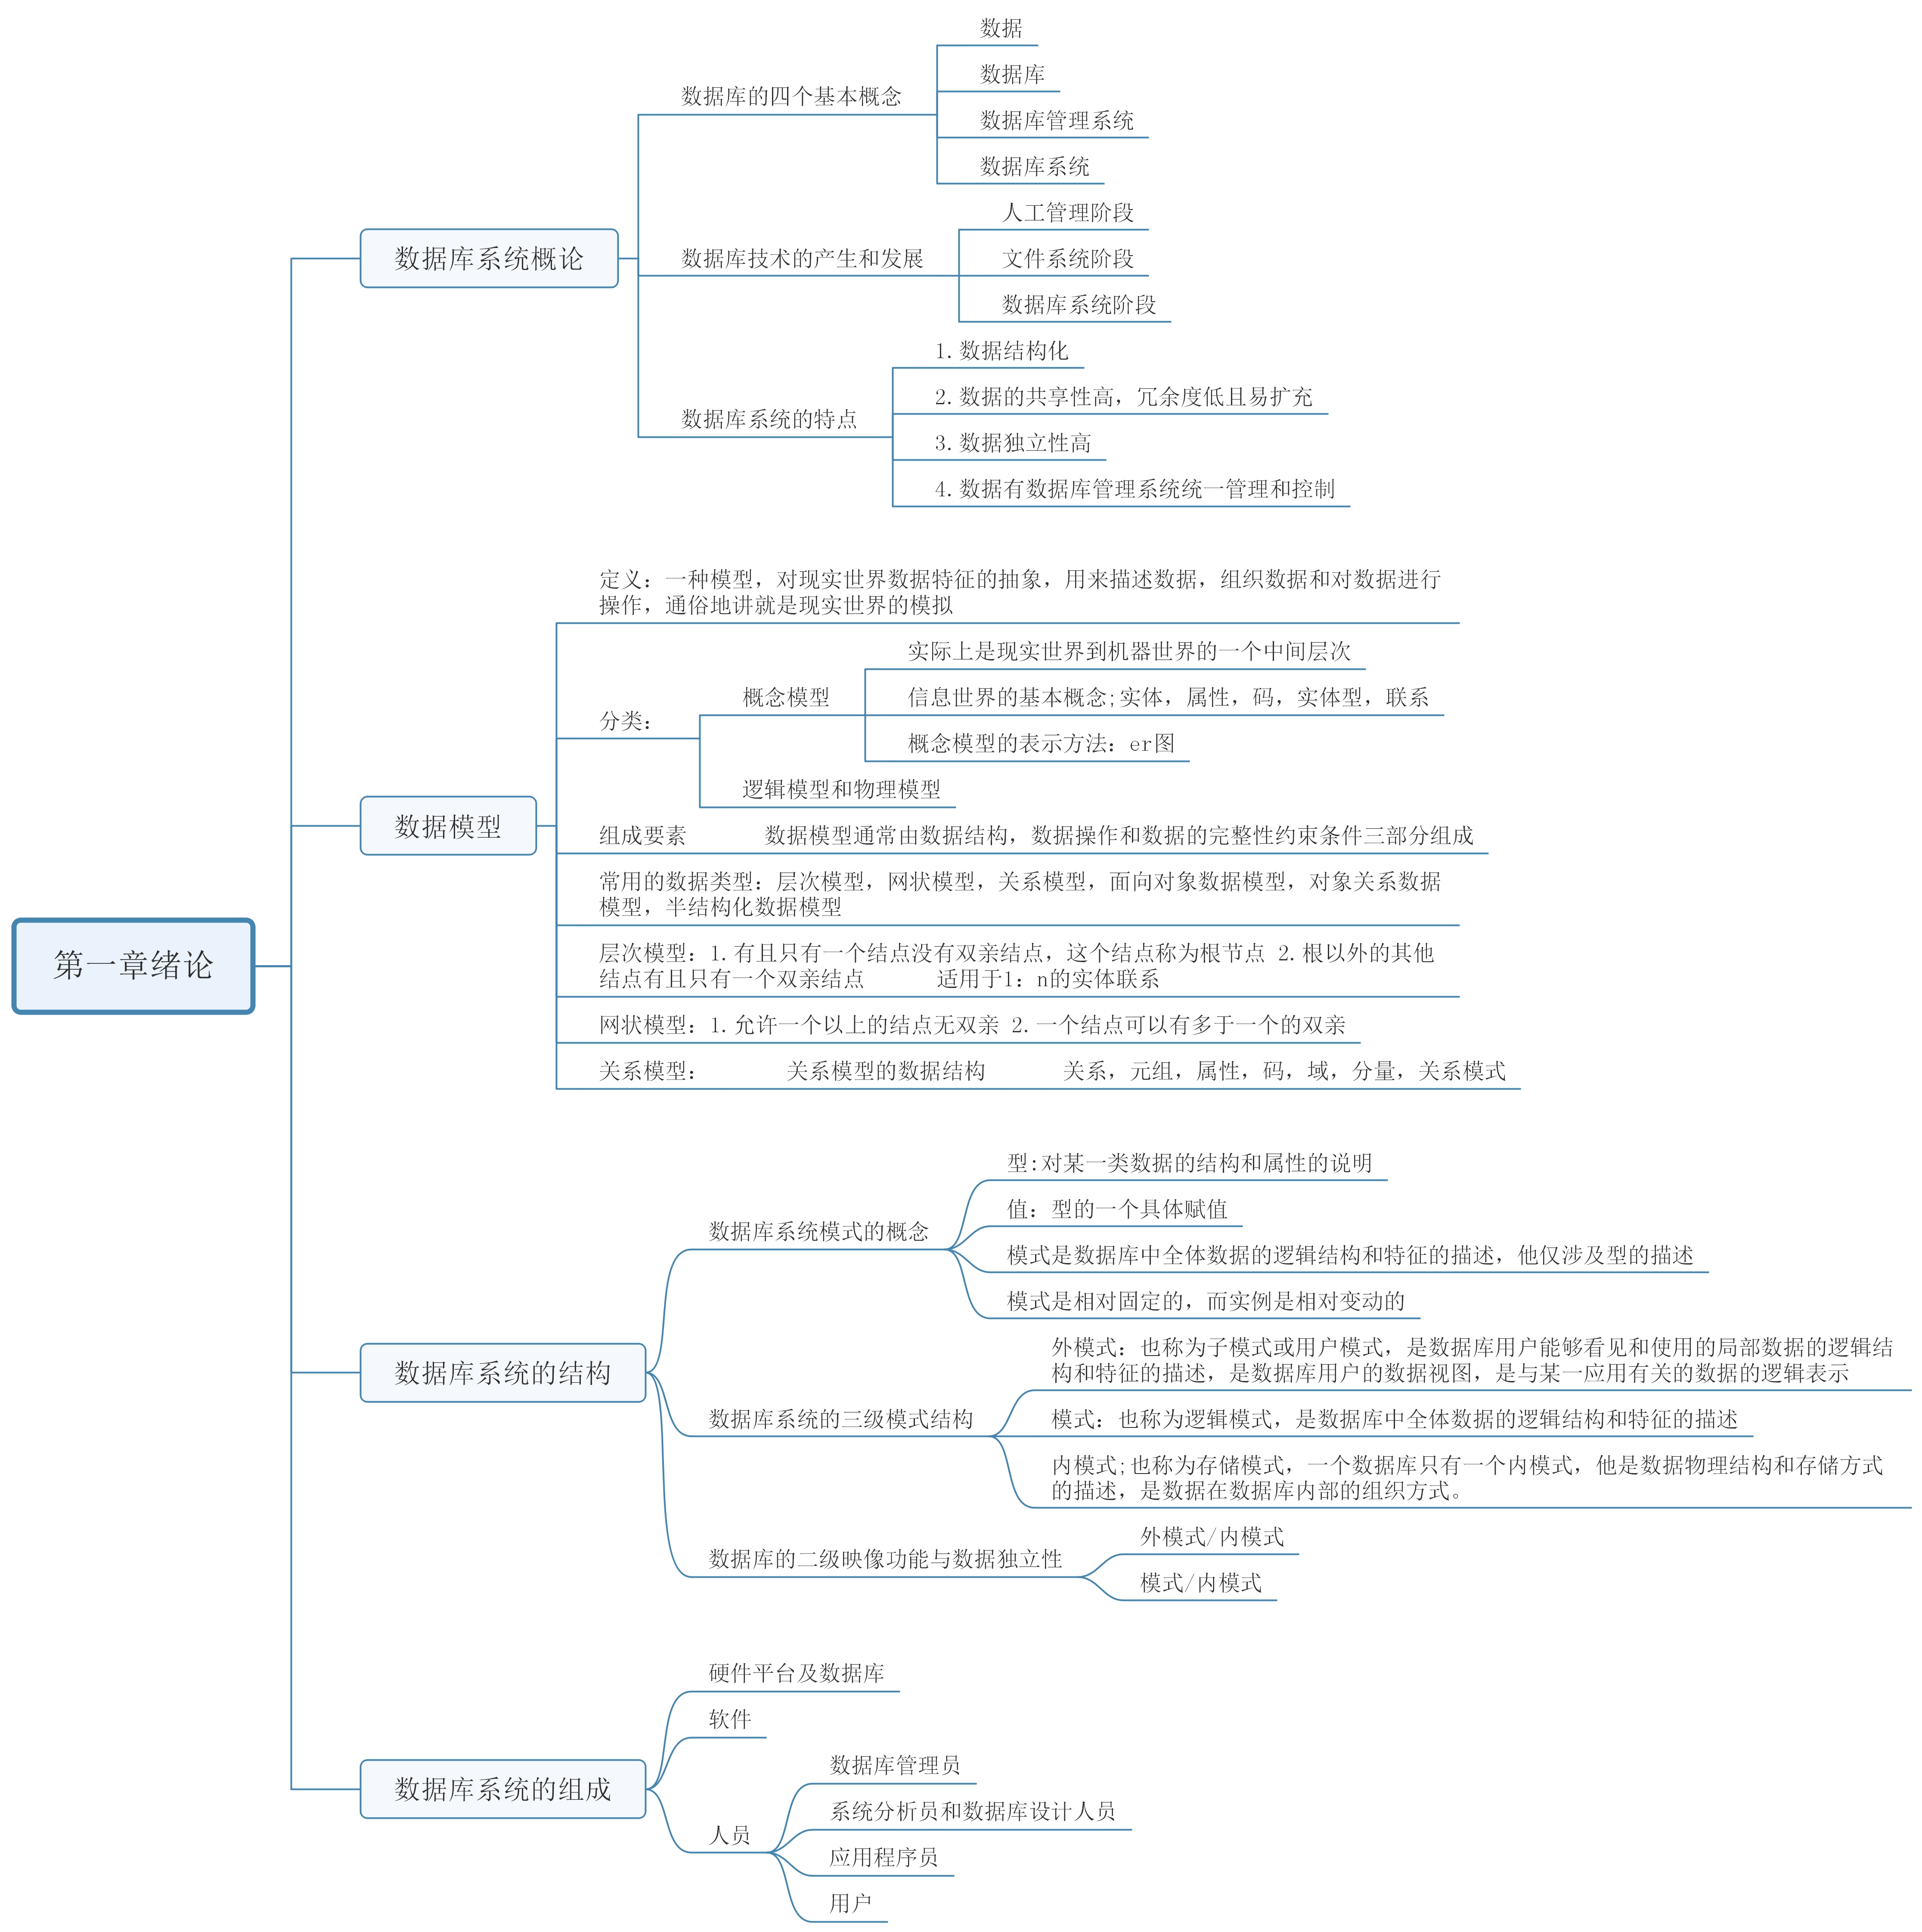 第一章绪论
数据库系统概论
数据库的四个基本概念
数据
数据库
数据库管理系统
数据库系统
数据库技术的产生和发展
人工管理阶段
文件系统阶段
数据库系统阶段
数据库系统的特点
1.数据结构化
2.数据的共享性高，冗余度低且易扩充
3.数据独立性高
4.数据有数据库管理系统统一管理和控制
数据模型
定义：一种模型，对现实世界数据特征的抽象，用来描述数据，组织数据和对数据进行
操作，通俗地讲就是现实世界的模拟
分类：
概念模型
实际上是现实世界到机器世界的一个中间层次
信息世界的基本概念;实体，属性，码，实体型，联系
概念模型的表示方法：er图
逻辑模型和物理模型
组成要素 数据模型通常由数据结构，数据操作和数据的完整性约束条件三部分组成
常用的数据类型：层次模型，网状模型，关系模型，面向对象数据模型，对象关系数据
模型，半结构化数据模型
层次模型：1.有且只有一个结点没有双亲结点，这个结点称为根节点 2.根以外的其他
结点有且只有一个双亲结点 适用于1：n的实体联系
网状模型：1.允许一个以上的结点无双亲 2.一个结点可以有多于一个的双亲
关系模型： 关系模型的数据结构 关系，元组，属性，码，域，分量，关系模式
数据库系统的结构
数据库系统模式的概念
型:对某一类数据的结构和属性的说明
值：型的一个具体赋值
模式是数据库中全体数据的逻辑结构和特征的描述，他仅涉及型的描述
模式是相对固定的，而实例是相对变动的
数据库系统的三级模式结构
外模式：也称为子模式或用户模式，是数据库用户能够看见和使用的局部数据的逻辑结
构和特征的描述，是数据库用户的数据视图，是与某一应用有关的数据的逻辑表示
模式：也称为逻辑模式，是数据库中全体数据的逻辑结构和特征的描述
内模式;也称为存储模式，一个数据库只有一个内模式，他是数据物理结构和存储方式
的描述，是数据在数据库内部的组织方式。
数据库的二级映像功能与数据独立性
外模式/内模式
模式/内模式
数据库系统的组成
硬件平台及数据库
软件
人员
数据库管理员
系统分析员和数据库设计人员
应用程序员
用户